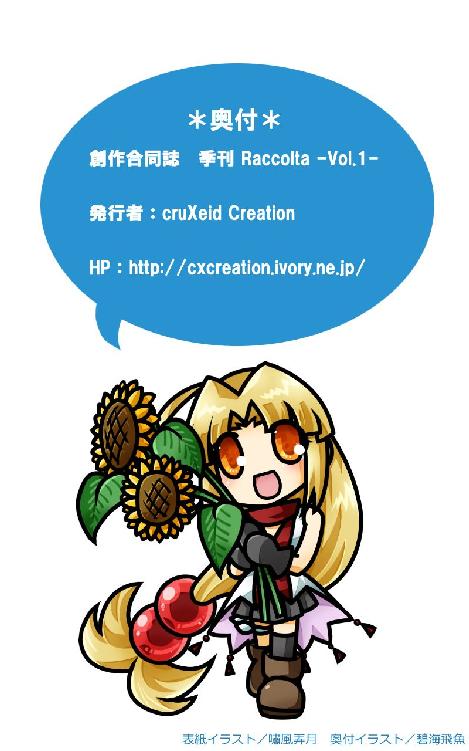 ＊奥付＊
創作合同誌　季刊 Raccolta -Vol.1-
発行者：cruXeid Creation
HP：http://cxcreation.ivory.ne.jp/
表紙イラスト／嘯風弄月　奥付イラスト／碧海飛魚